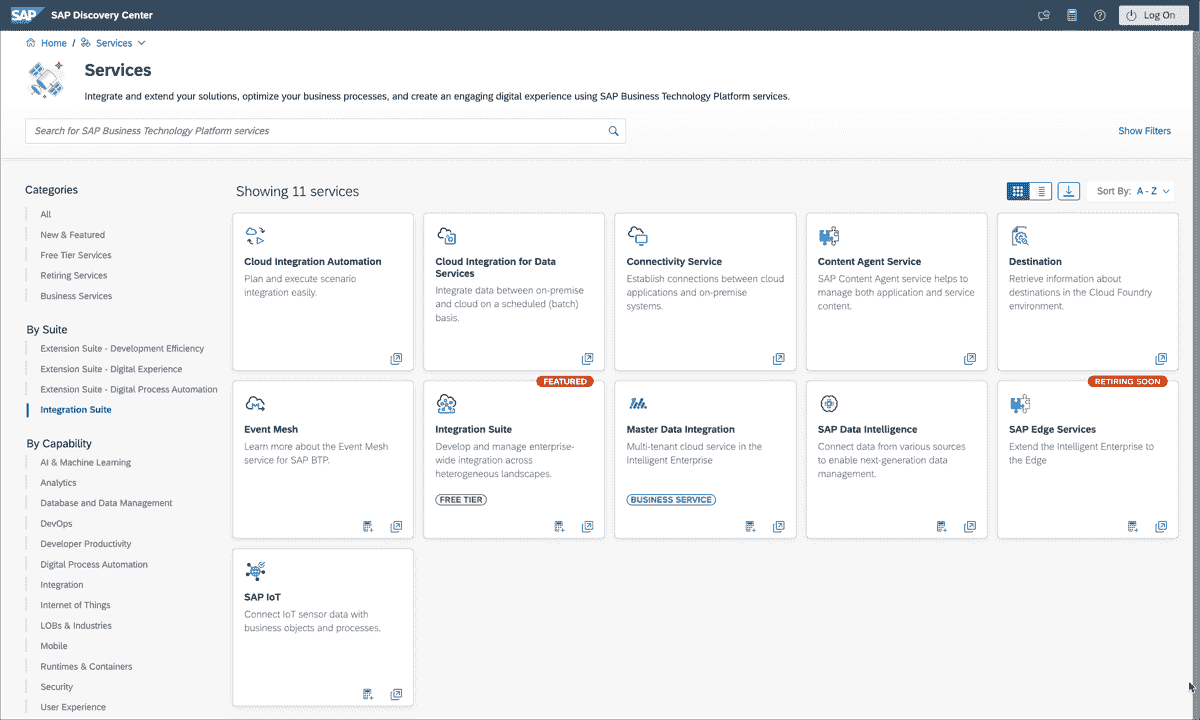 SAP SAP Discovery Center
Log On
Home / Services
Services
Integrate and extend your solutions, optimize your business processes, and create an engaging digital experience using SAP Business Technology Platform services.
Search for SAP Business Technology Platform services
Show Filters
Categories
All
New & Featured
Free Tier Services
Retiring Services
Business Services
By Suite
Extension Suite - Development Efficiency
Extension Suite - Digital Experience
Extension Suite - Digital Process Automation
Integration Suite
By Capability
AI & Machine Learning
Analytics
Database and Data Management
DevOps
Developer Productivity
Digital Process Automation
Integration
Internet of Things
LOBs & Industries
Mobile
Runtimes & Containers
Security
User Experience
Showing 11 services
Sort By: A - Z
Cloud Integration Automation
Plan and execute scenario
integration easily.
Cloud Integration for Data
Services
Integrate data between on-premise
and cloud on a scheduled (batch)
basis.
Connectivity Service
Establish connections between cloud
applications and on-premise
systems.
Content Agent Service
SAP Content Agent service helps to
manage both application and service
content.
Destination
Retrieve information about
destinations in the Cloud Foundry
environment.
Event Mesh
Learn more about the Event Mesh
service for SAP BTP.
FEATURED
Integration Suite
Develop and manage enterprise-
wide integration across
heterogeneous landscapes.
FREE TIER
Master Data Integration
Multi-tenant cloud service in the
Intelligent Enterprise
BUSINESS SERVICE
SAP Data Intelligence
Connect data from various sources
to enable next-generation data
management.
RETIRING SOON
SAP Edge Services
Extend the Intelligent Enterprise to
the Edge
SAP IoT
Connect IoT sensor data with
business objects and processes.